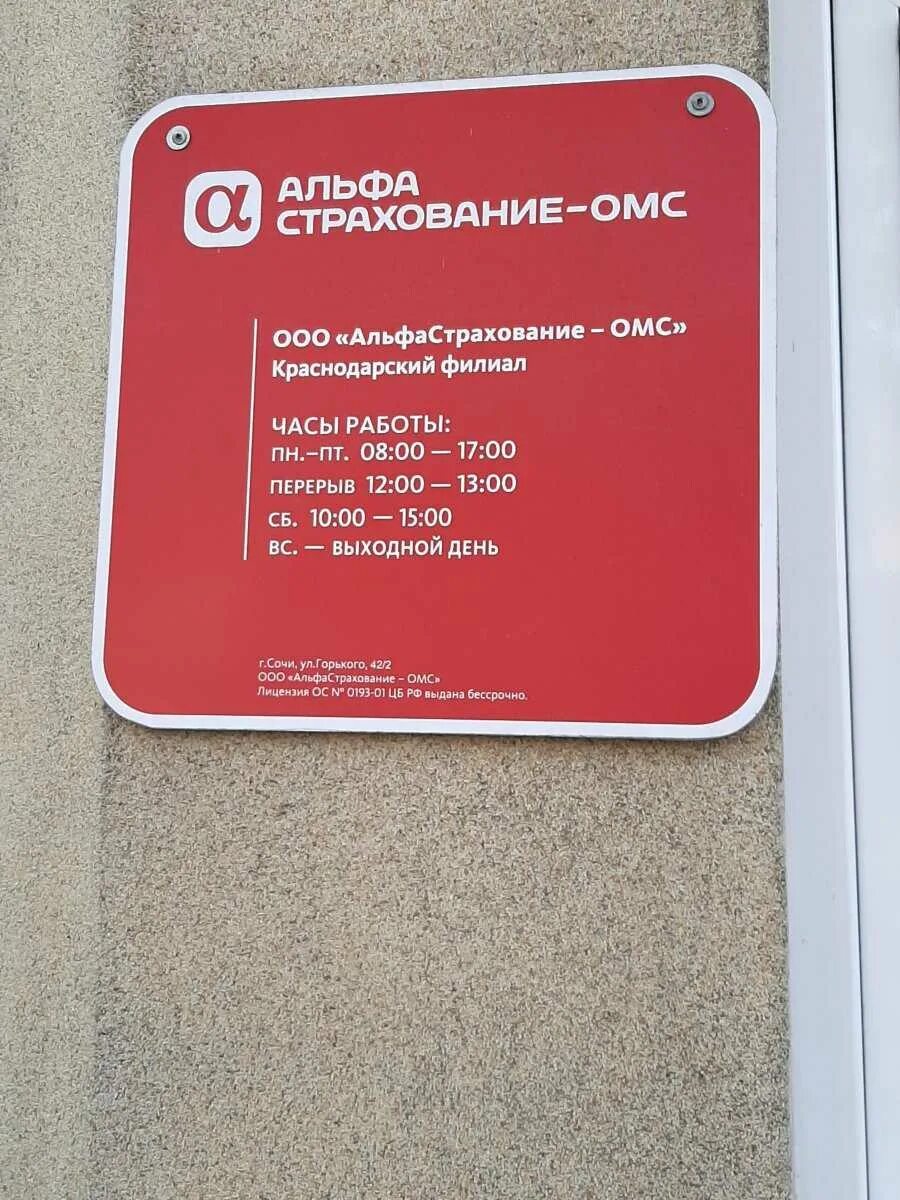 α АЛЬФА
СТРАХОВАНИЕ-ОМС
ООО «АльфаСтрахование – ОМС»
Краснодарский филиал
ЧАСЫ РАБОТЫ:
ПН.–ПТ. 08:00 — 17:00
ПЕРЕРЫВ 12:00 — 13:00
СБ. 10:00 — 15:00
ВС. — ВЫХОДНОЙ ДЕНЬ
г.Сочи, ул.Горького, 42/2
ООО «АльфаСтрахование – ОМС»
Лицензия ОС № 0193-01 ЦБ РФ выдана бессрочно.